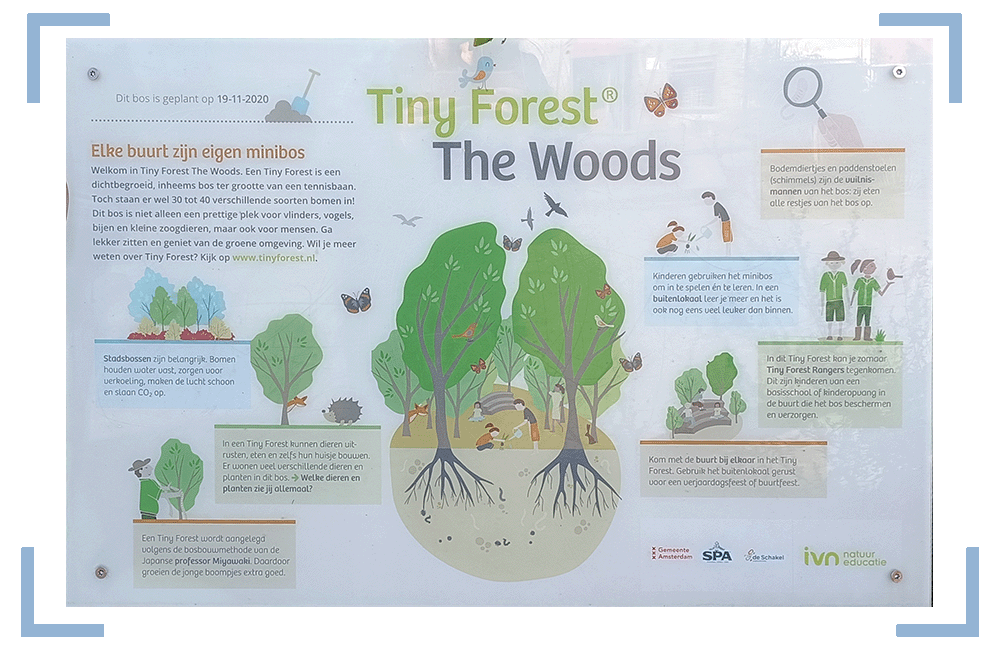 Dit bos is geplant op 19-11-2020
Tiny Forest®
The Woods
Elke buurt zijn eigen minibos
Welkom in Tiny Forest The Woods. Een Tiny Forest is een
dichtbegroeid, inheems bos ter grootte van een tennisbaan.
Toch staan er wel 30 tot 40 verschillende soorten bomen in!
Dit bos is niet alleen een prettige plek voor vlinders, vogels,
bijen en kleine zoogdieren, maar ook voor mensen. Ga
lekker zitten en geniet van de groene omgeving. Wil je meer
weten over Tiny Forest? Kijk op www.tinyforest.nl.
Stadsbossen zijn belangrijk. Bomen
houden water vast, zorgen voor
verkoeling, maken de lucht schoon
en slaan CO₂ op.
In een Tiny Forest kunnen dieren uit-
rusten, eten en zelfs hun huisje bouwen.
Er wonen veel verschillende dieren en
planten in dit bos. → Welke dieren en
planten zie jij allemaal?
Een Tiny Forest wordt aangelegd
volgens de bosbouwmethode van de
Japanse professor Miyawaki. Daardoor
groeien de jonge boompjes extra goed.
Bodemdiertjes en paddenstoelen
(schimmels) zijn de vuilnis-
mannen van het bos: zij eten
alle restjes van het bos op.
Kinderen gebruiken het minibos
om in te spelen én te leren. In een
buitenlokaal leer je meer en het is
ook nog eens veel leuker dan binnen.
In dit Tiny Forest kan je zomaar
Tiny Forest Rangers tegenkomen.
Dit zijn kinderen van een
basisschool of kinderopvang in
de buurt die het bos beschermen
en verzorgen.
Kom met de buurt bij elkaar in het Tiny
Forest. Gebruik het buitenlokaal gerust
voor een verjaardagsfeest of buurtfeest.
Gemeente
Amsterdam
SPA
de Schakel
ivn natuur
educatie